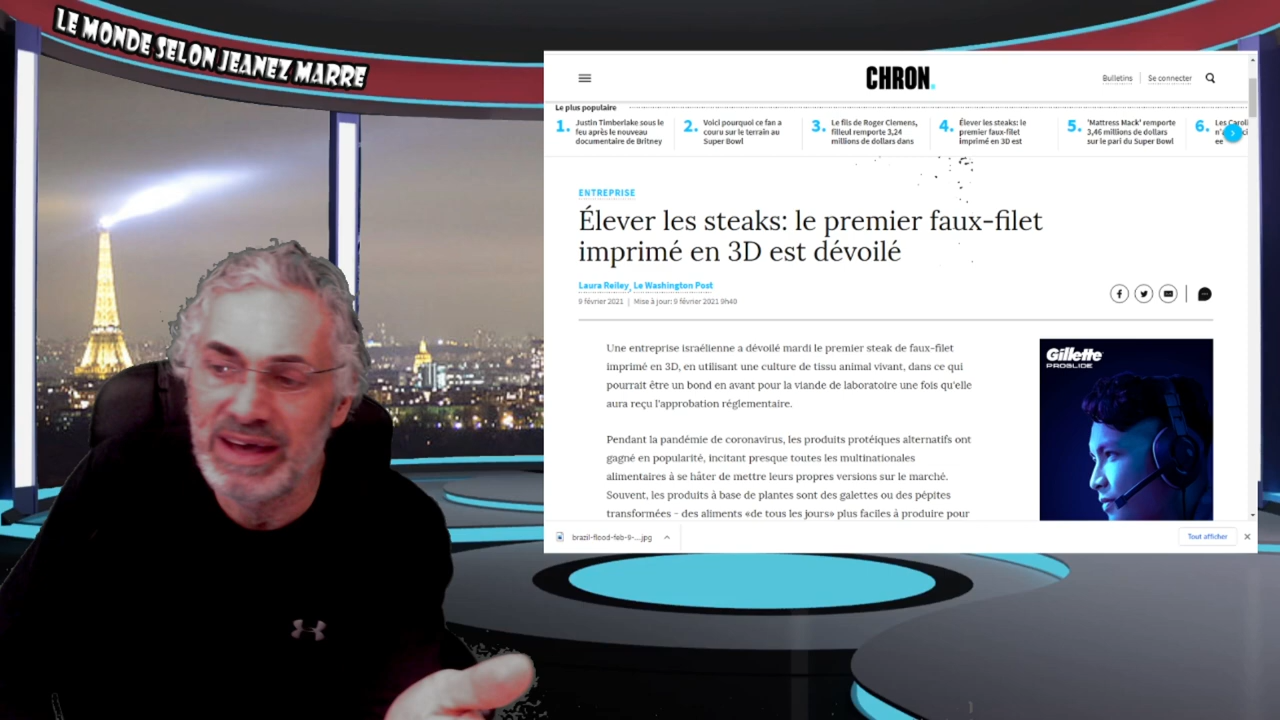 LE MONDE SELON JEANEZ MARRE
CHRON.
Bulletins
Se connecter
Le plus populaire
1. Justin Timberlake sous le
feu après le nouveau
documentaire de Britney
2. Voici pourquoi ce fan a
couru sur le terrain au
Super Bowl
3. Le fils de Roger Clemens,
filleul remporte 3,24
millions de dollars dans
4. Élever les steaks: le
premier faux-filet
imprimé en 3D est
5. 'Mattress Mack' remporte
3,46 millions de dollars
sur le pari du Super Bowl
6. Les
ENTREPRISE
Élever les steaks: le premier faux-filet
imprimé en 3D est dévoilé
Laura Reiley, Le Washington Post
9 février 2021 | Mise à jour: 9 février 2021 9h40
Une entreprise israélienne a dévoilé mardi le premier steak de faux-filet
imprimé en 3D, en utilisant une culture de tissu animal vivant, dans ce qui
pourrait être un bond en avant pour la viande de laboratoire une fois qu'elle
aura reçu l'approbation réglementaire.
Pendant la pandémie de coronavirus, les produits protéiques alternatifs ont
gagné en popularité, incitant presque toutes les multinationales
alimentaires à se hâter de mettre leurs propres versions sur le marché.
Souvent, les produits à base de plantes sont des galettes ou des pépites
transformées - des aliments «de tous les jours» plus faciles à produire pour
Gillette
PROGLIDE
brazil-flood-feb-9-...jpg
Tout afficher